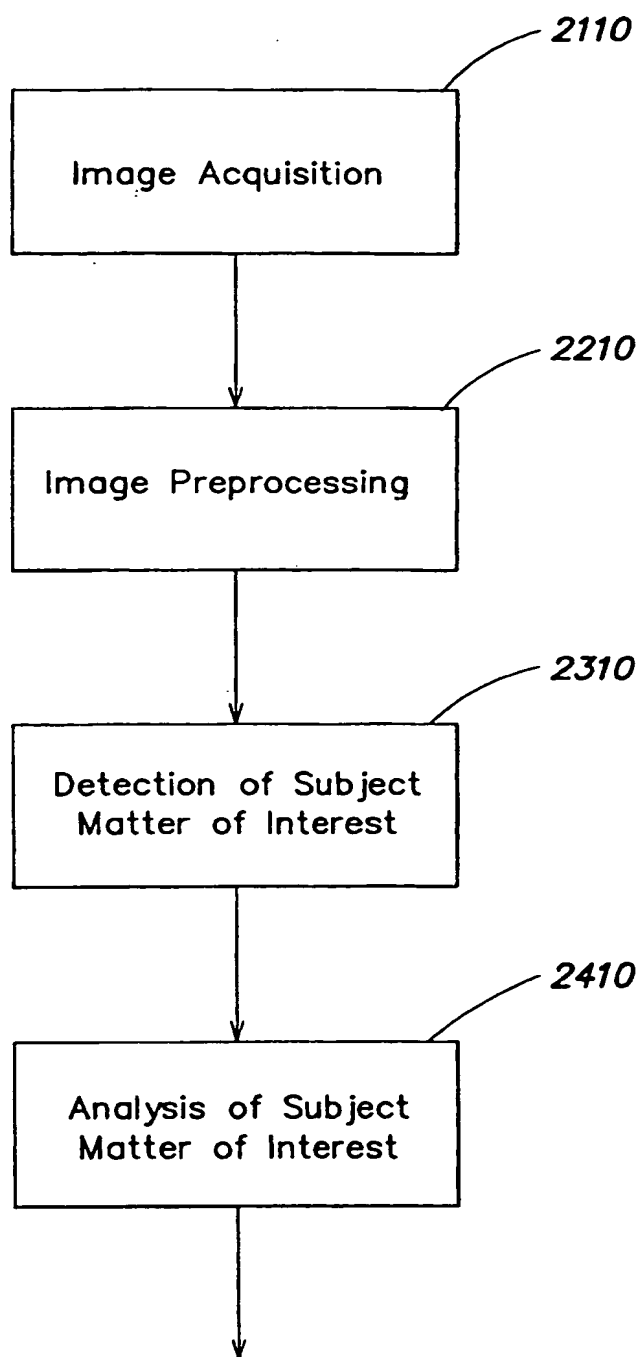 2110
Image Acquisition
2210
Image Preprocessing
2310
Detection of Subject
Matter of Interest
2410
Analysis of Subject
Matter of Interest